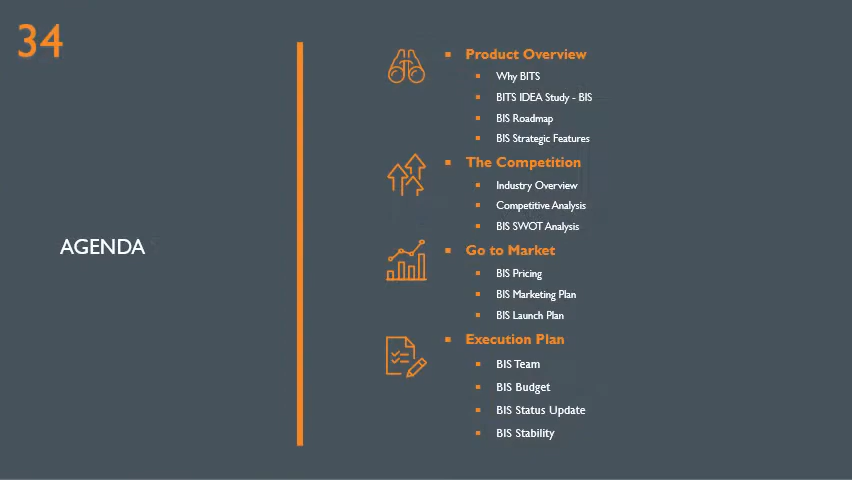 34
AGENDA
Product Overview
Why BITS
BITS IDEA Study - BIS
BIS Roadmap
BIS Strategic Features
The Competition
Industry Overview
Competitive Analysis
BIS SWOT Analysis
Go to Market
BIS Pricing
BIS Marketing Plan
BIS Launch Plan
Execution Plan
BIS Team
BIS Budget
BIS Status Update
BIS Stability